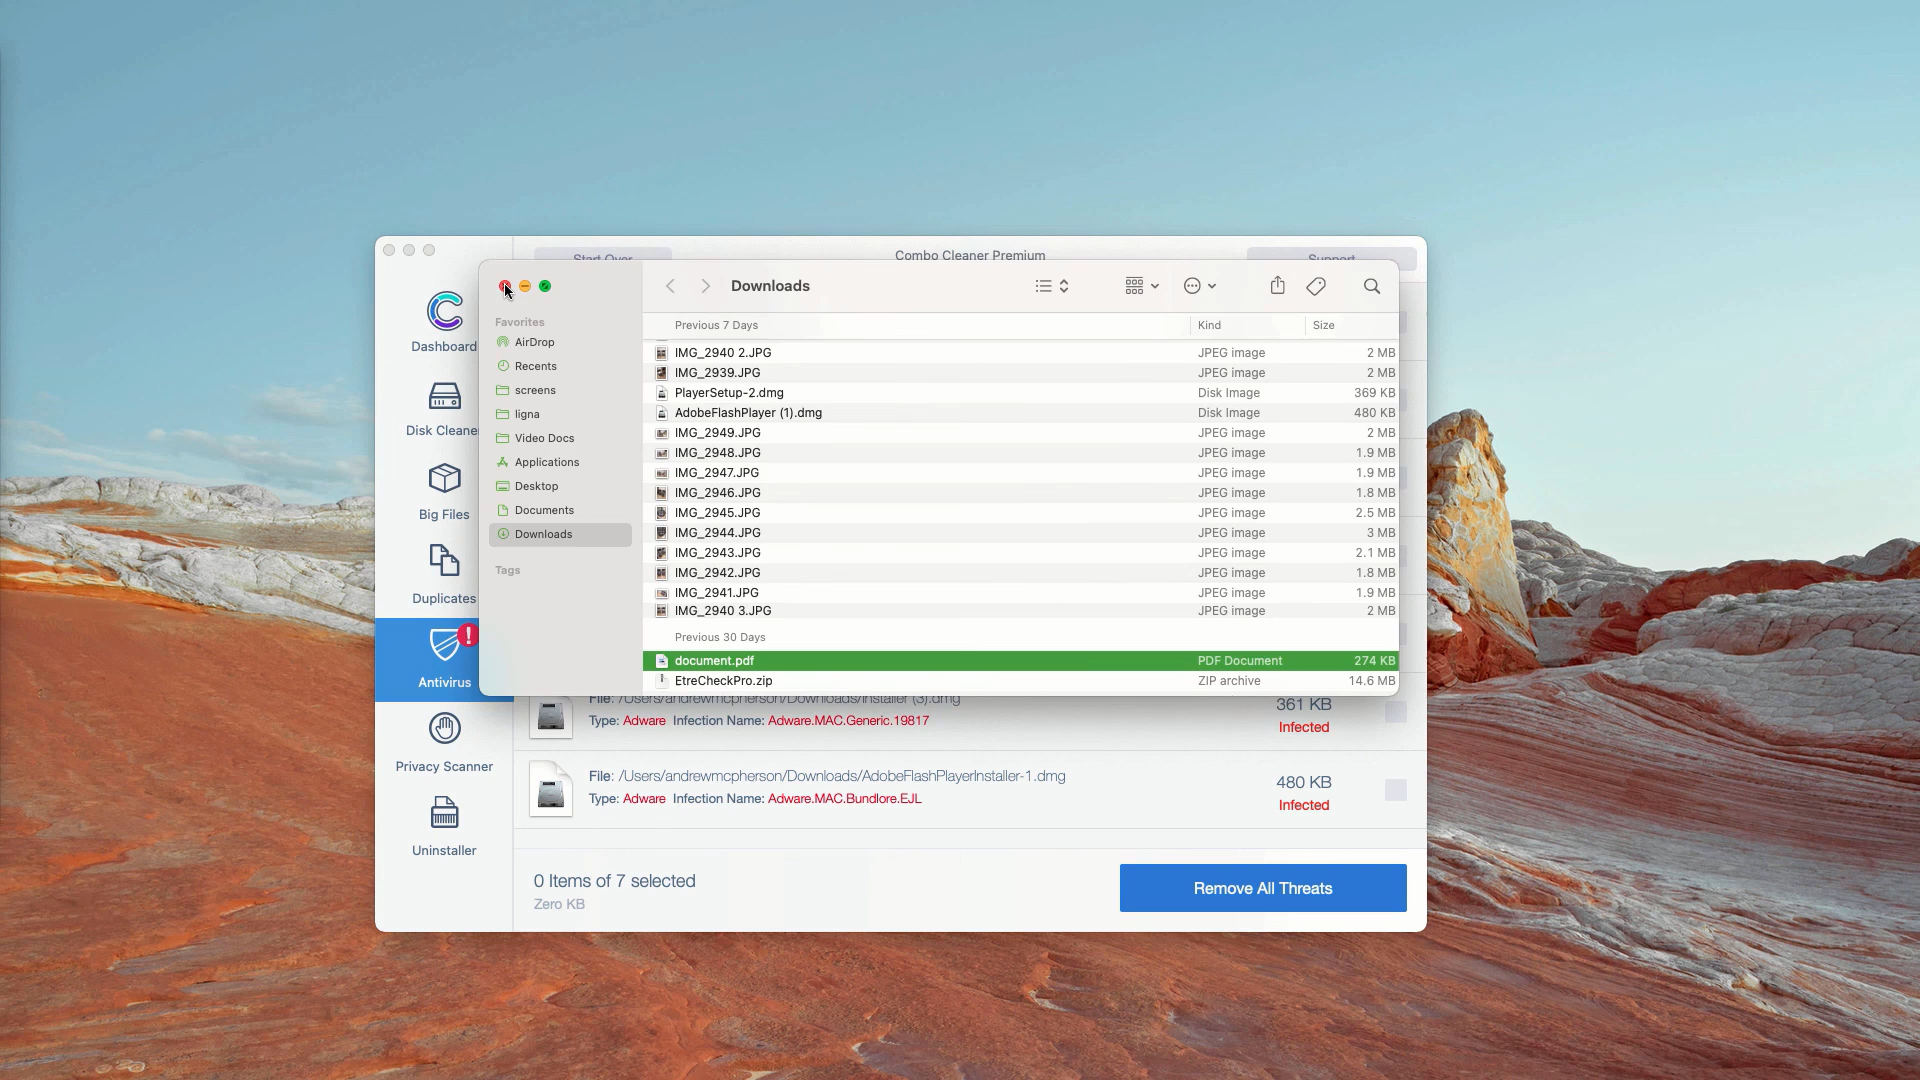 Start Over
Combo Cleaner Premium
Support
Downloads
Favorites
AirDrop
Recents
screens
ligna
Video Docs
Applications
Desktop
Documents
Downloads
Tags
Previous 7 Days Kind Size
IMG_2940 2.JPG JPEG image 2 MB
IMG_2939.JPG JPEG image 2 MB
PlayerSetup-2.dmg Disk Image 369 KB
AdobeFlashPlayer (1).dmg Disk Image 480 KB
IMG_2949.JPG JPEG image 2 MB
IMG_2948.JPG JPEG image 1.9 MB
IMG_2947.JPG JPEG image 1.9 MB
IMG_2946.JPG JPEG image 1.8 MB
IMG_2945.JPG JPEG image 2.5 MB
IMG_2944.JPG JPEG image 3 MB
IMG_2943.JPG JPEG image 2.1 MB
IMG_2942.JPG JPEG image 1.8 MB
IMG_2941.JPG JPEG image 1.9 MB
IMG_2940 3.JPG JPEG image 2 MB
Previous 30 Days
document.pdf PDF Document 274 KB
EtreCheckPro.zip ZIP archive 14.6 MB
Dashboard
Disk Cleane
Big Files
Duplicates
Antivirus
Privacy Scanner
Uninstaller
File: /Users/andrewmcpherson/Downloads/Installer (3).dmg
Type: Adware Infection Name: Adware.MAC.Generic.19817
361 KB
Infected
File: /Users/andrewmcpherson/Downloads/AdobeFlashPlayerInstaller-1.dmg
Type: Adware Infection Name: Adware.MAC.Bundlore.EJL
480 KB
Infected
0 Items of 7 selected
Zero KB
Remove All Threats